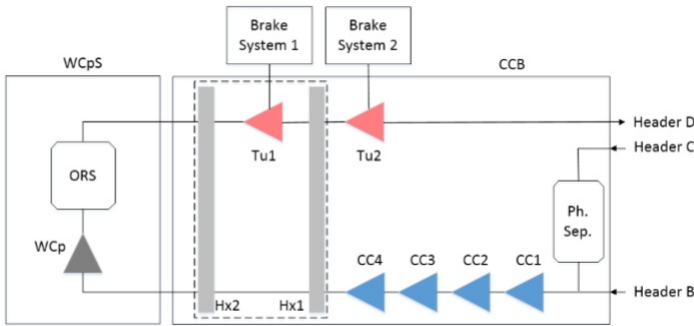 Brake
System 1
Brake
System 2
WCpS
CCB
Header D
Tu1
Tu2
Header C
ORS
Ph.
Sep.
WCp
CC4
CC3
CC2
CC1
Header B
Hx2
Hx1